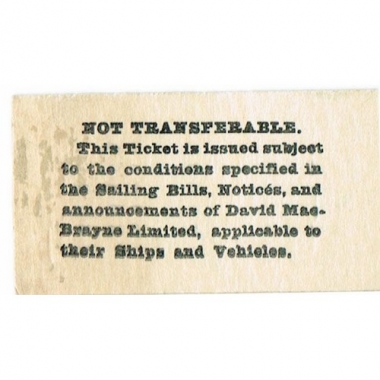 NOT TRANSFERABLE.
This Ticket is issued subject
to the conditions specified in
the Sailing Bills, Noticés, and
announcements of David Mac-
Brayne Limited, applicable to
their Ships and Vehicles.